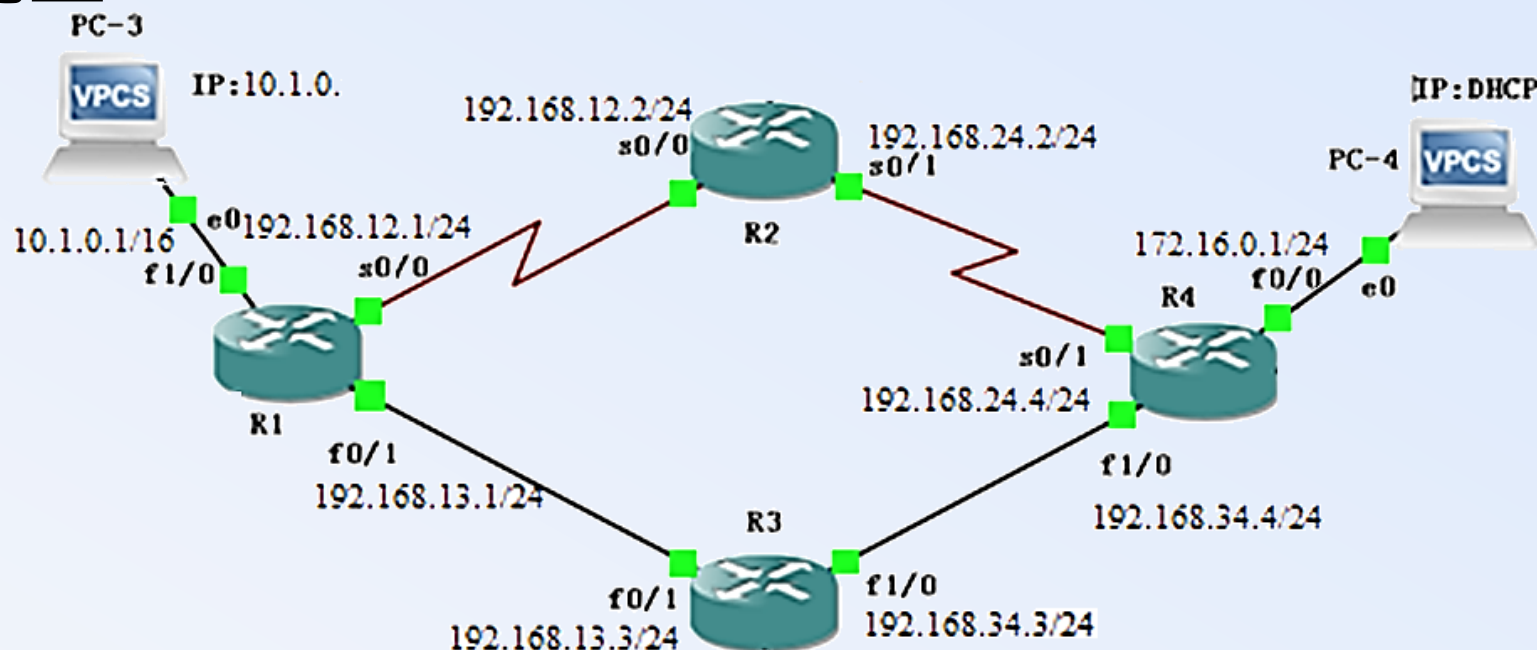 PC-3
VPCS
IP:10.1.0.
192.168.12.2/24
s0/0
192.168.24.2/24
s0/1
IP:DHCP
PC-4
VPCS
R2
e0
192.168.12.1/24
10.1.0.1/16
f1/0
s0/0
172.16.0.1/24
f0/0
e0
R4
R1
s0/1
192.168.24.4/24
f0/1
192.168.13.1/24
f1/0
192.168.34.4/24
R3
f0/1
192.168.13.3/24
f1/0
192.168.34.3/24